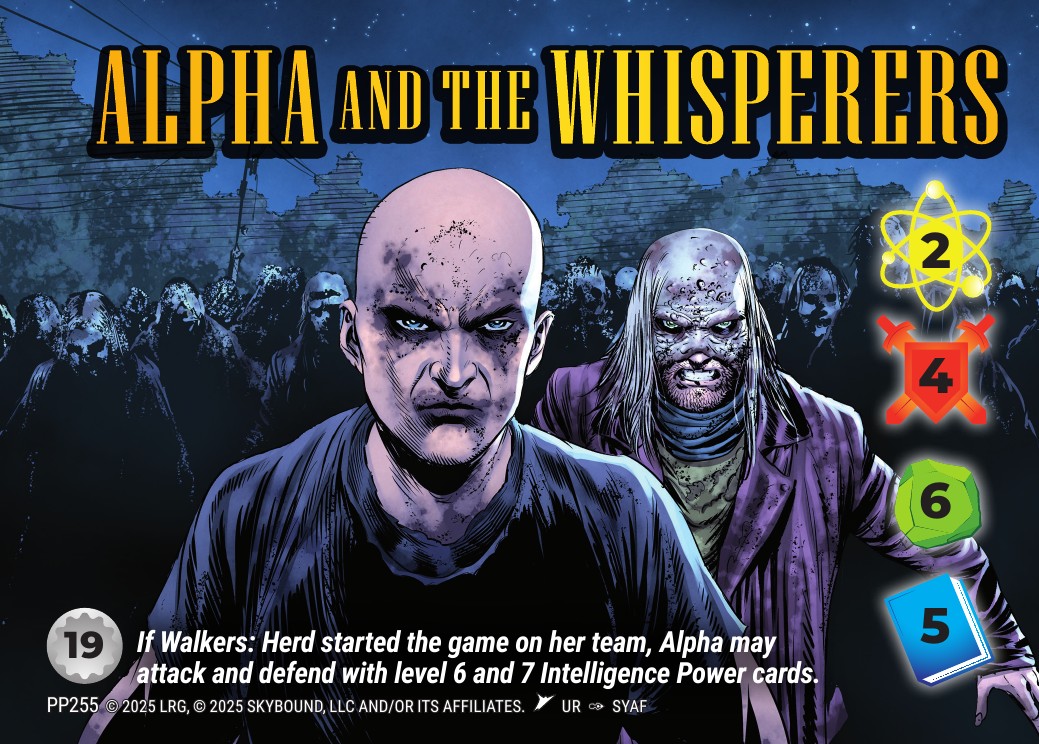 ALPHA AND THE WHISPERERS
2
4
6
5
19
If Walkers: Herd started the game on her team, Alpha may
attack and defend with level 6 and 7 Intelligence Power cards.
PP255 © 2025 LRG, © 2025 SKYBOUND, LLC AND/OR ITS AFFILIATES. UR SYAF